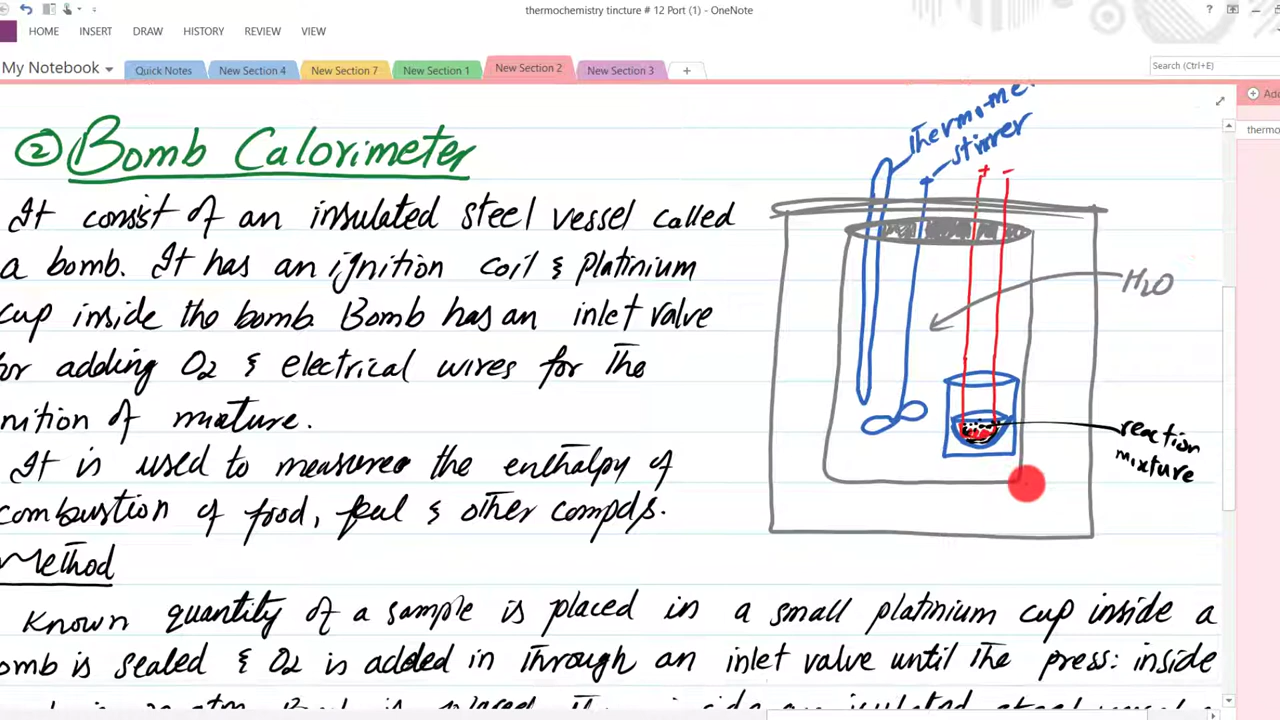 thermochemistry tincture # 12 Port (1) - OneNote
HOME INSERT DRAW HISTORY REVIEW VIEW
My Notebook Quick Notes New Section 4 New Section 7 New Section 1 New Section 2 New Section 3 +
Search (Ctrl+E)
Add
thermo
② Bomb Calorimeter
It consist of an insulated steel vessel called
a bomb. It has an ignition coil & platinium
cup inside the bomb. Bomb has an inlet valve
for adding O2 & electrical wires for the
nition of mixture.
It is used to measure the enthalpy of
combustion of food, fuel & other compds.
Method
Known quantity of a sample is placed in a small platinium cup inside a
omb is sealed & O2 is added in through an inlet valve until the press: inside
thermome
stirrer
+ -
H2O
reaction
mixture